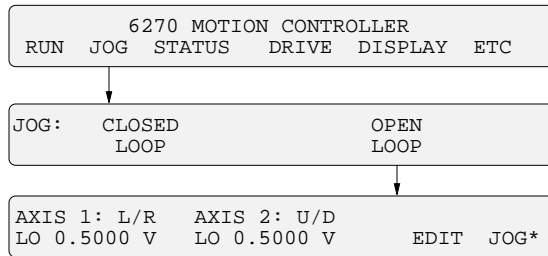 6270 MOTION CONTROLLER
RUN JOG STATUS DRIVE DISPLAY ETC
JOG: CLOSED OPEN
LOOP LOOP
AXIS 1: L/R AXIS 2: U/D
LO 0.5000 V LO 0.5000 V EDIT JOG*